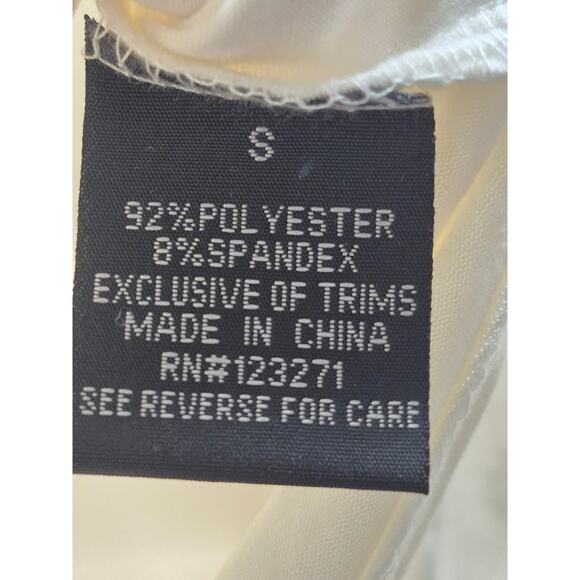 S
92%POLYESTER
8%SPANDEX
EXCLUSIVE OF TRIMS
MADE IN CHINA
RN#123271
SEE REVERSE FOR CARE